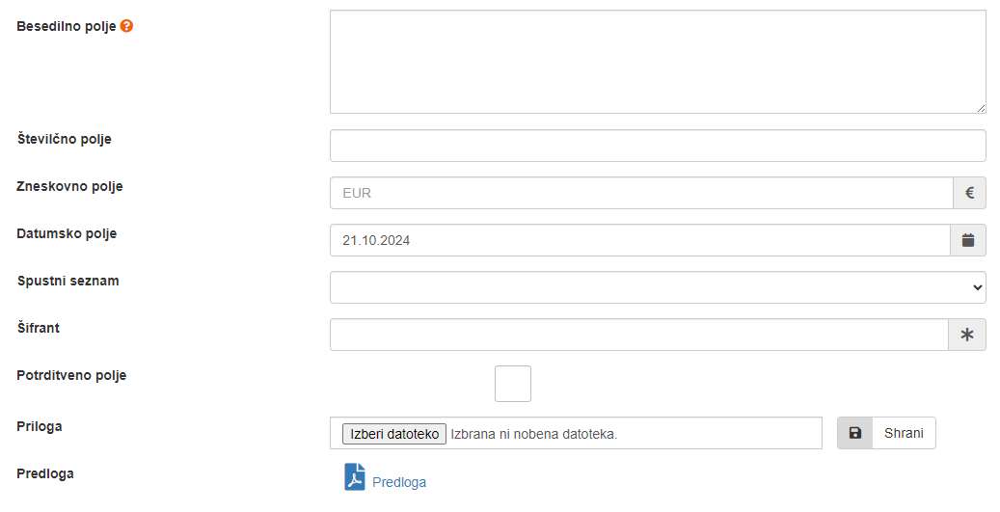 Besedilno polje
Številčno polje
Zneskovno polje
EUR
€
Datumsko polje
21.10.2024
Spustni seznam
Šifrant
Potrditveno polje
Priloga
Izberi datoteko Izbrana ni nobena datoteka.
Shrani
Predloga
Predloga